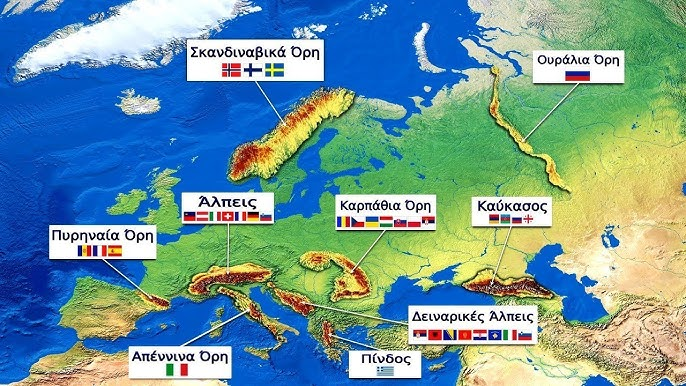 Σκανδιναβικά Όρη
Ουράλια Όρη
Άλπεις
Καρπάθια Όρη
Καύκασος
Πυρηναία Όρη
Δειναρικές Άλπεις
Απέννινα Όρη
Πίνδος